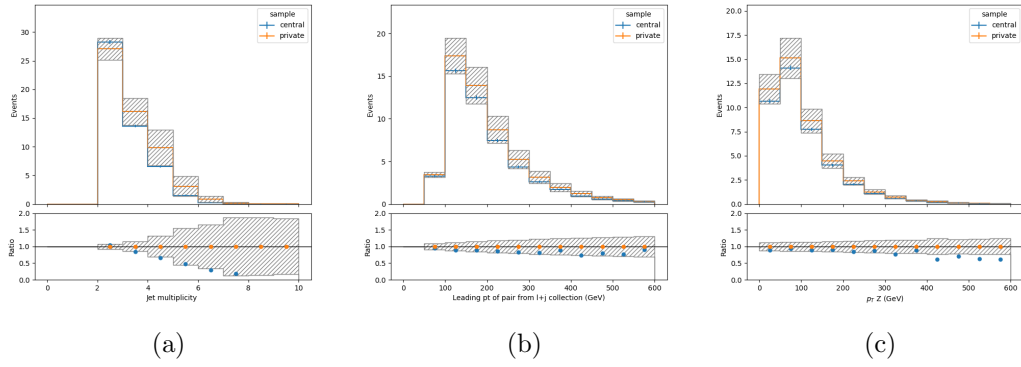 sample
central
private
30
25
20
15
10
5
0
Events
2.0
1.5
1.0
0.5
0.0
Ratio
0 2 4 6 8 10
Jet multiplicity
(a)
sample
central
private
20
15
10
5
0
Events
2.0
1.5
1.0
0.5
0.0
Ratio
0 100 200 300 400 500 600
Leading pt of pair from l+j collection (GeV)
(b)
sample
central
private
20.0
17.5
15.0
12.5
10.0
7.5
5.0
2.5
0.0
Events
2.0
1.5
1.0
0.5
0.0
Ratio
0 100 200 300 400 500 600
pT Z (GeV)
(c)